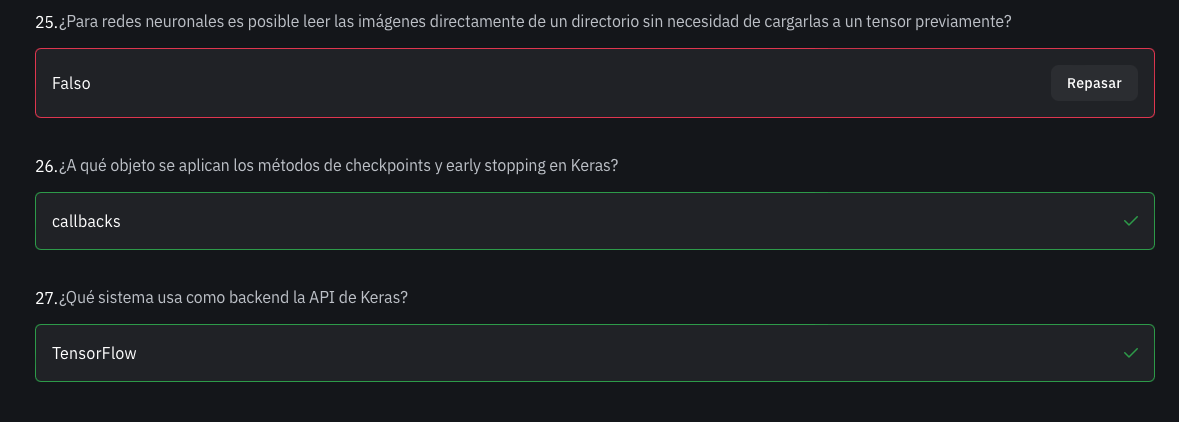 25.¿Para redes neuronales es posible leer las imágenes directamente de un directorio sin necesidad de cargarlas a un tensor previamente?
Falso
Repasar
26.¿A qué objeto se aplican los métodos de checkpoints y early stopping en Keras?
callbacks
27.¿Qué sistema usa como backend la API de Keras?
TensorFlow